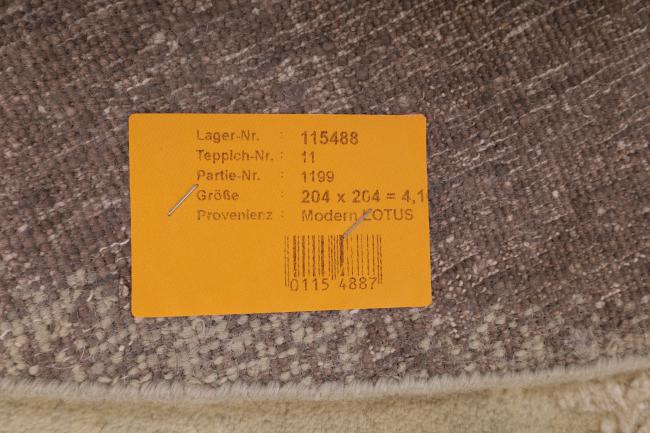 Lager-Nr. : 115488
Teppich-Nr. : 11
Partie-Nr. : 1199
Größe : 204 x 204 = 4,1
Provenienz : Modern LOTUS
0115 4887